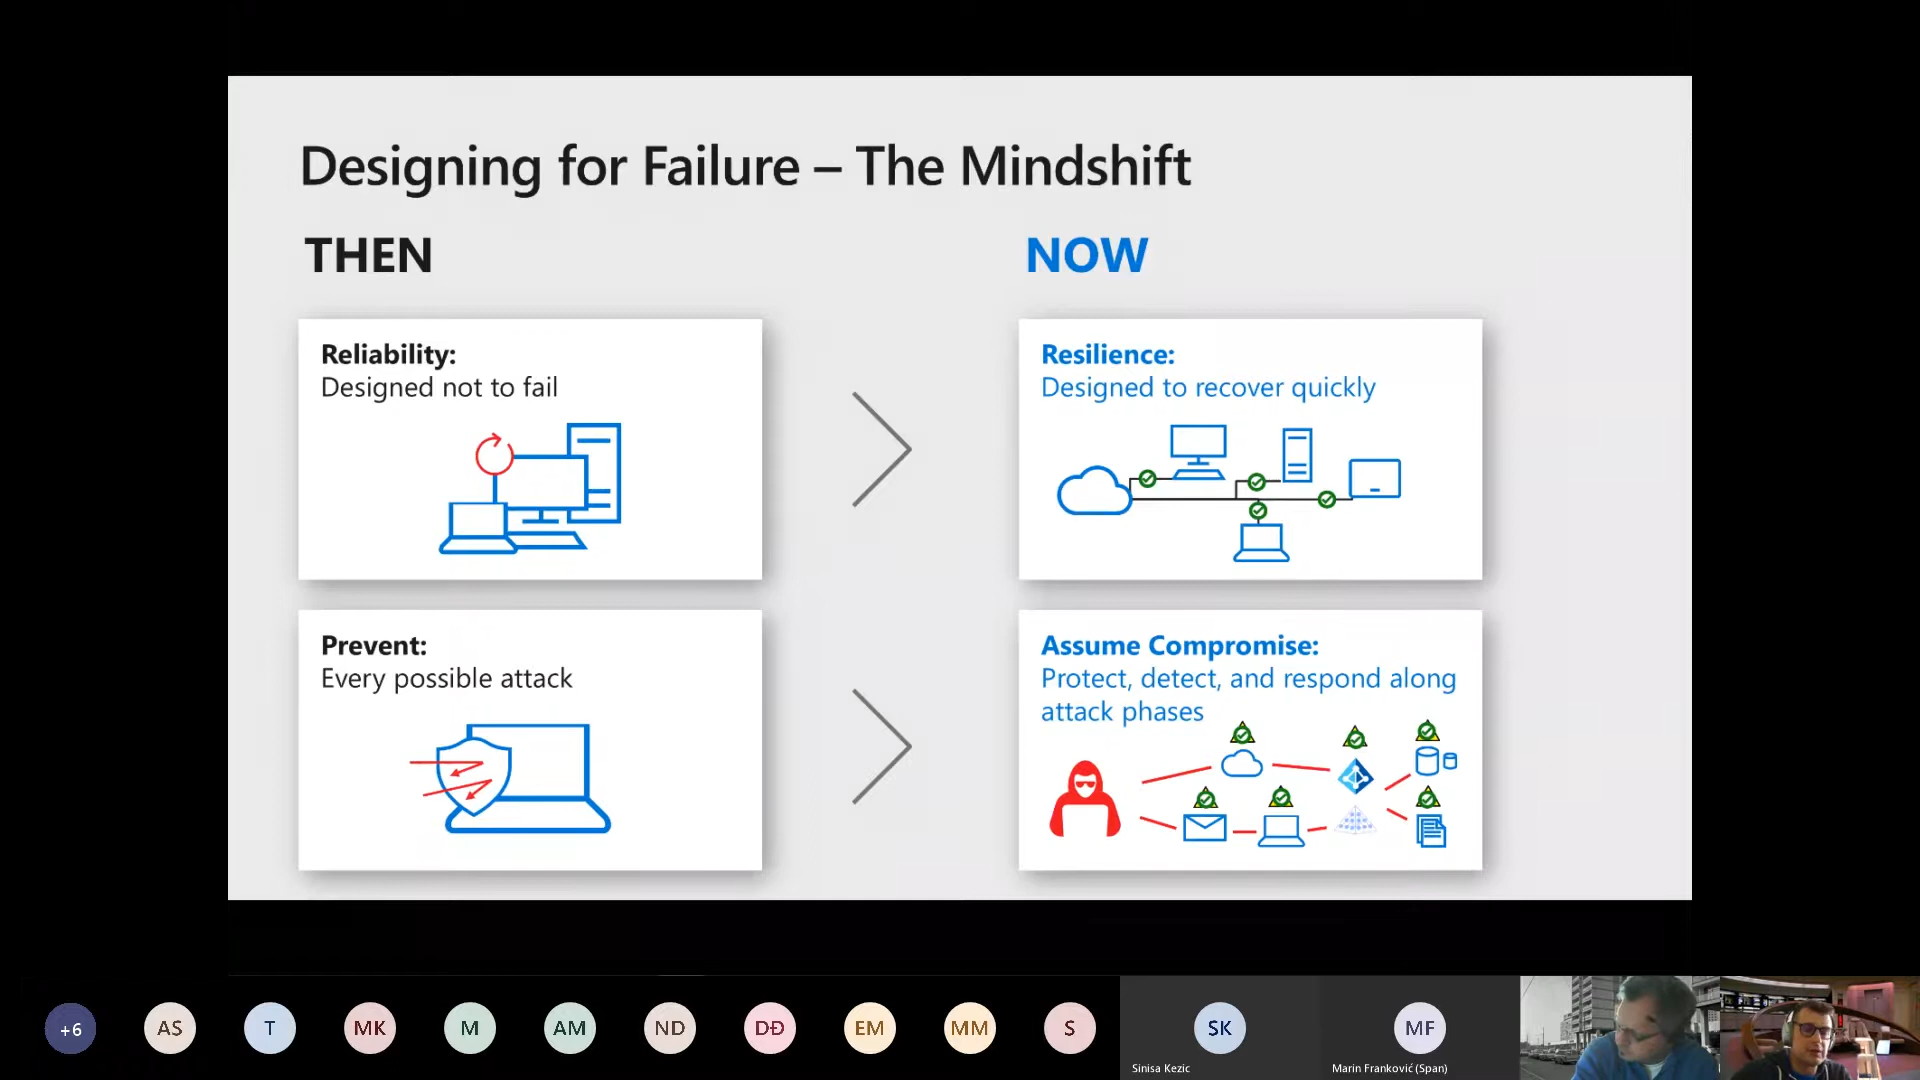 Designing for Failure – The Mindshift
THEN
NOW
Reliability:
Designed not to fail
Resilience:
Designed to recover quickly
Prevent:
Every possible attack
Assume Compromise:
Protect, detect, and respond along
attack phases
+6
AS
T
MK
M
AM
ND
DĐ
EM
MM
S
SK
MF
Sinisa Kezic
Marin Franković (Span)